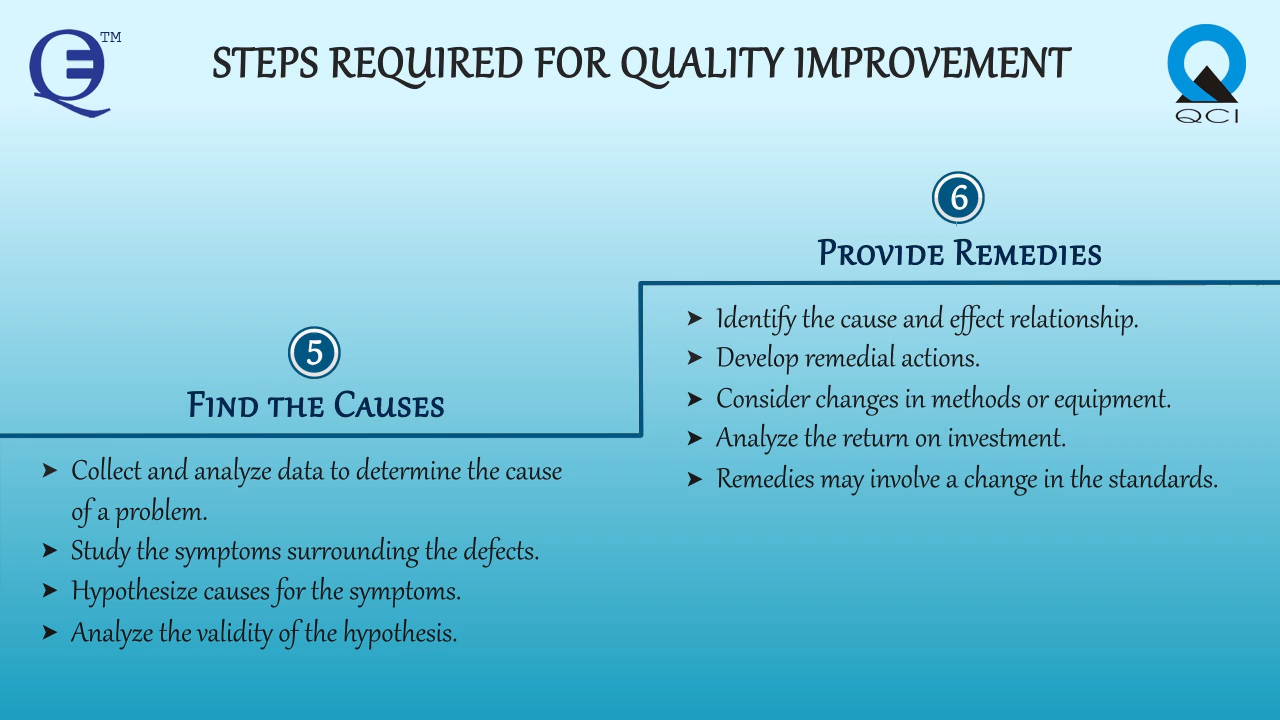 TM
STEPS REQUIRED FOR QUALITY IMPROVEMENT
QCI
5
FIND THE CAUSES
➤ Collect and analyze data to determine the cause
of a problem.
➤ Study the symptoms surrounding the defects.
➤ Hypothesize causes for the symptoms.
➤ Analyze the validity of the hypothesis.
6
PROVIDE REMEDIES
➤ Identify the cause and effect relationship.
➤ Develop remedial actions.
➤ Consider changes in methods or equipment.
➤ Analyze the return on investment.
➤ Remedies may involve a change in the standards.